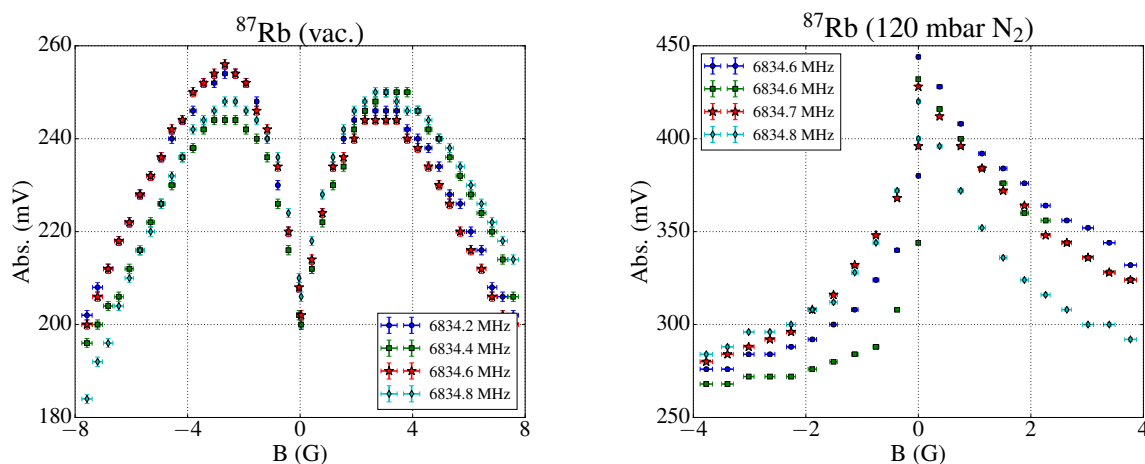 ⁸⁷Rb (vac.)
260
240
220
200
180
Abs. (mV)
−8
−4
0
4
8
B (G)
6834.2 MHz
6834.4 MHz
6834.6 MHz
6834.8 MHz
⁸⁷Rb (120 mbar N₂)
450
400
350
300
250
Abs. (mV)
−4
−2
0
2
4
B (G)
6834.6 MHz
6834.6 MHz
6834.7 MHz
6834.8 MHz